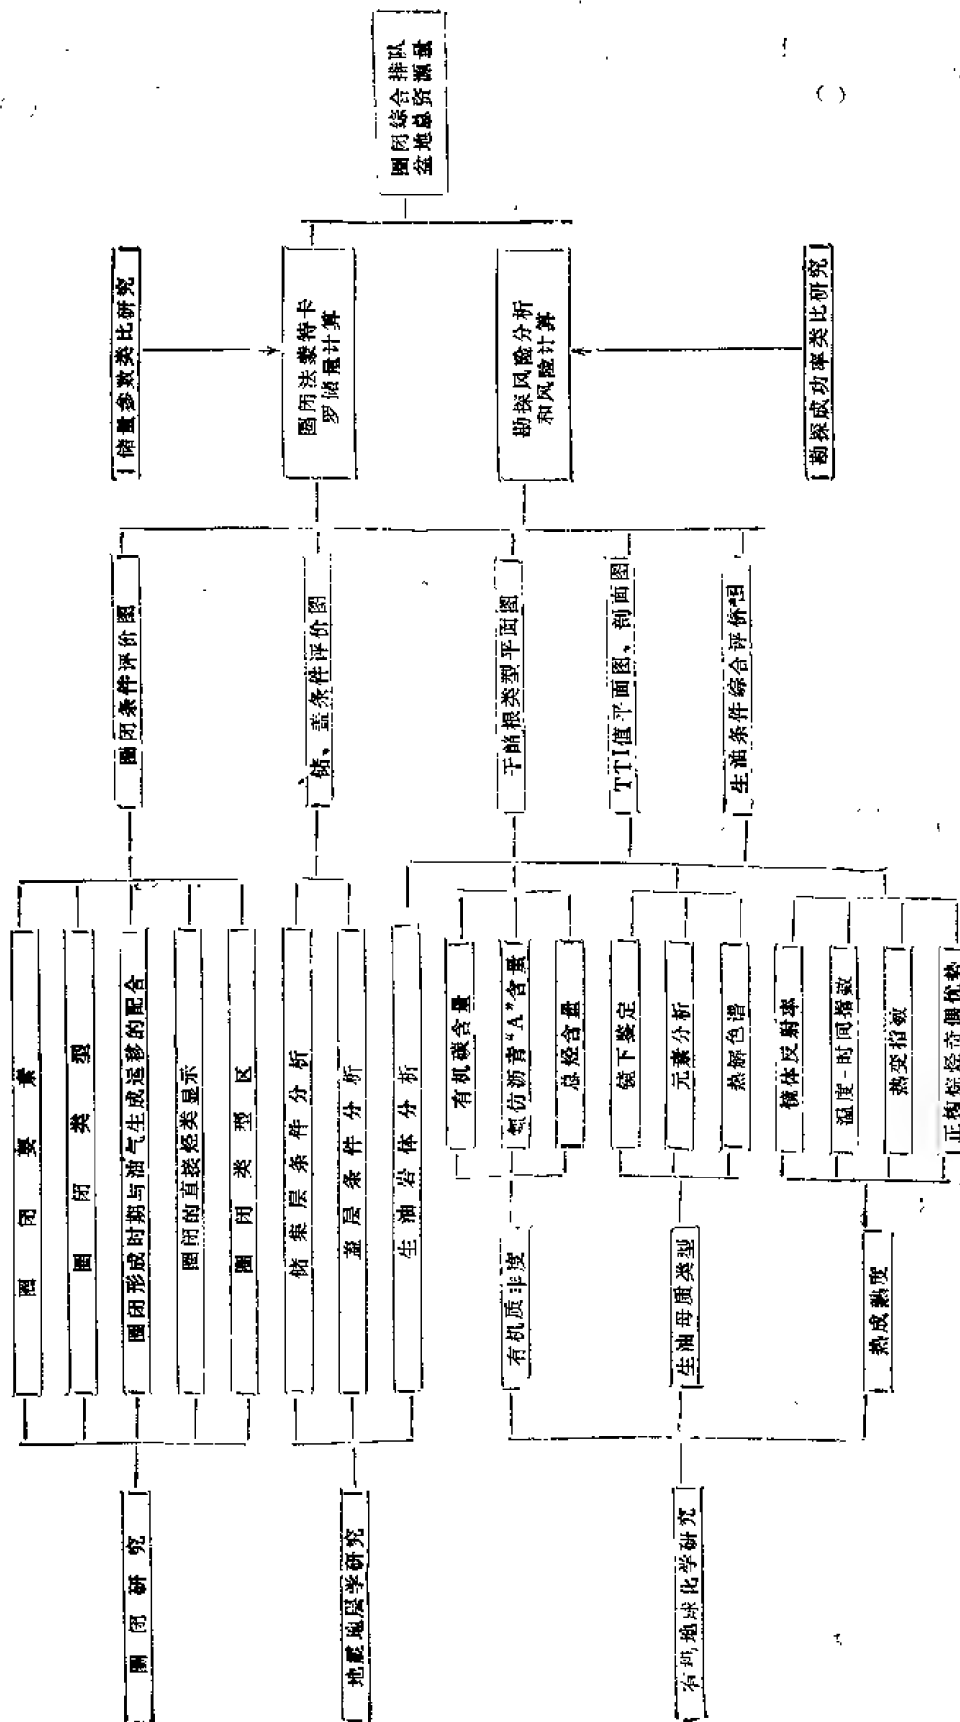 圈闭研究
地震地层学研究
有机地球化学研究
圈闭要素
圈闭类型
圈闭形成时期与油气生成运移的配合
圈闭的直接烃类显示
圈闭类型区
储集层条件分析
盖层条件分析
生油岩体分析
有机质丰度
生油母质类型
热成熟度
有机碳含量
氯仿沥青“A”含量
总烃含量
镜下鉴定
元素分析
热解色谱
镜体反射率
温度-时间指数
热变指数
正构烷烃奇偶优势
圈闭条件评价图
储、盖条件评价图
干酪根类型平面图
TTI值平面图、剖面图
生油条件综合评价图
储量参数类比研究
圈闭法蒙特卡
罗储量计算
勘探风险分析
和风险计算
勘探成功率类比研究
圈闭综合排队
盆地总资源量